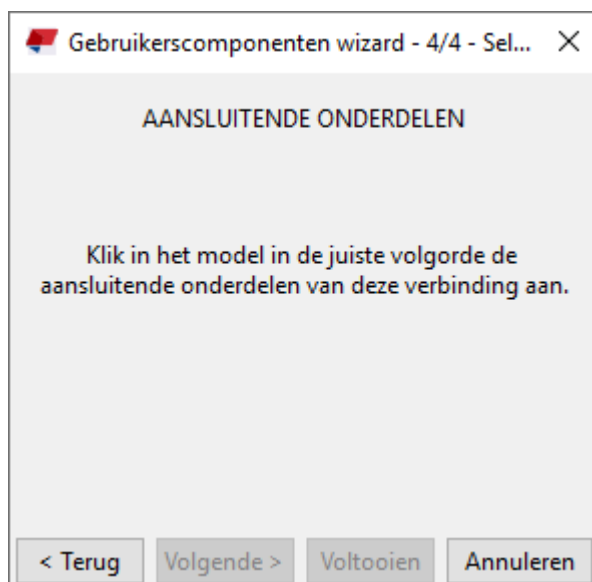 Gebruikerscomponenten wizard - 4/4 - Sel...
AANSLUITENDE ONDERDELEN
Klik in het model in de juiste volgorde de
aansluitende onderdelen van deze verbinding aan.
< Terug Volgende > Voltooien Annuleren